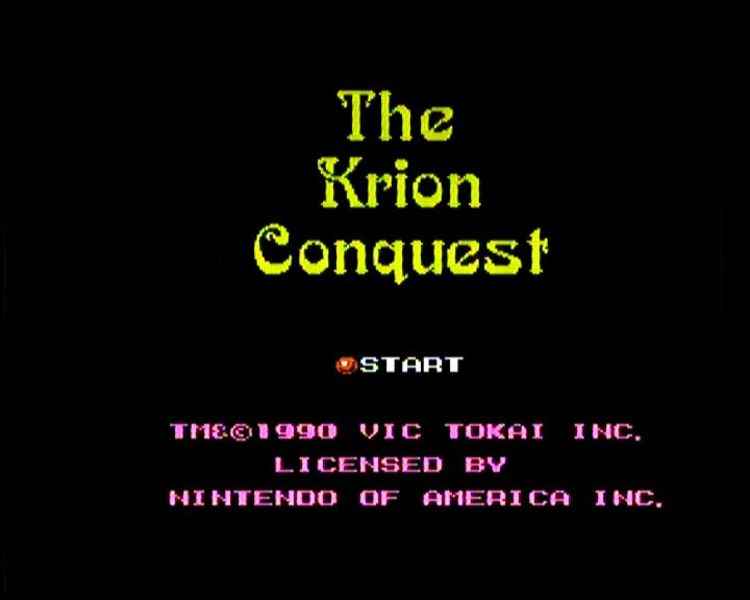 The
Krion
Conquest
START
TM&©1990 VIC TOKAI INC.
LICENSED BY
NINTENDO OF AMERICA INC.